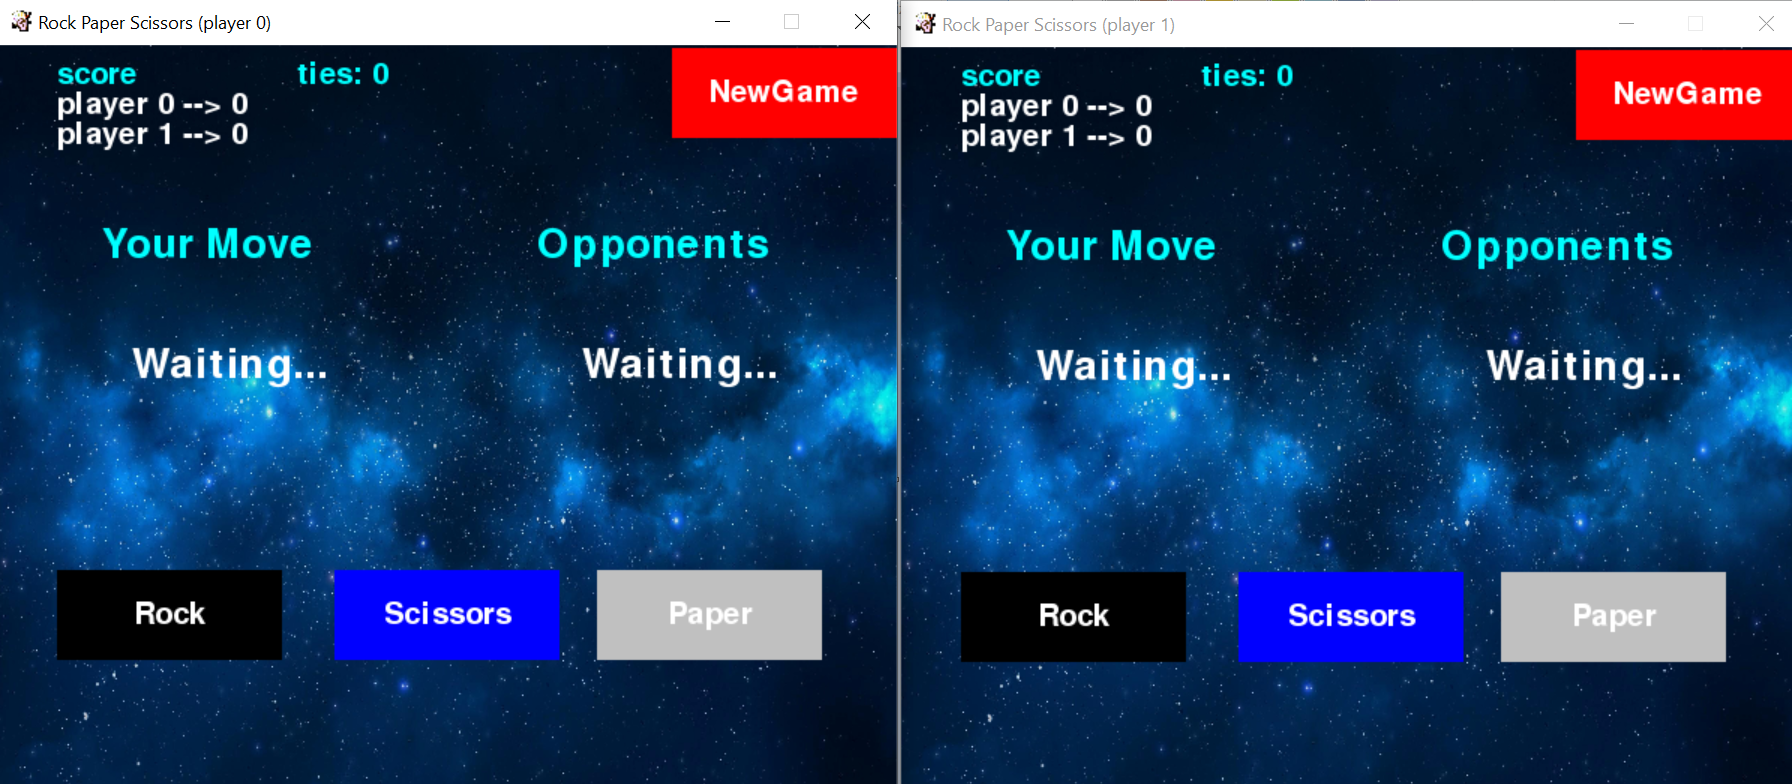 Rock Paper Scissors (player 0)
score ties: 0 NewGame
player 0 --> 0
player 1 --> 0
Your Move Opponents
Waiting... Waiting...
Rock Scissors Paper
Rock Paper Scissors (player 1)
score ties: 0 NewGame
player 0 --> 0
player 1 --> 0
Your Move Opponents
Waiting... Waiting...
Rock Scissors Paper